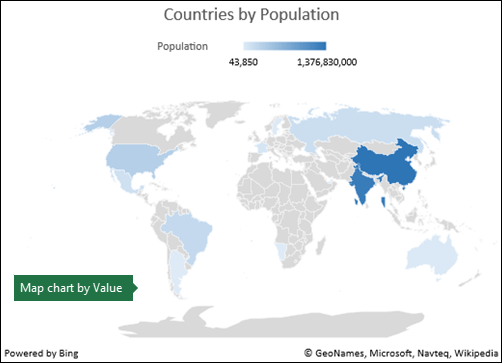 Countries by Population
Population
43,850 1,376,830,000
Map chart by Value
Powered by Bing © GeoNames, Microsoft, Navteq, Wikipedia